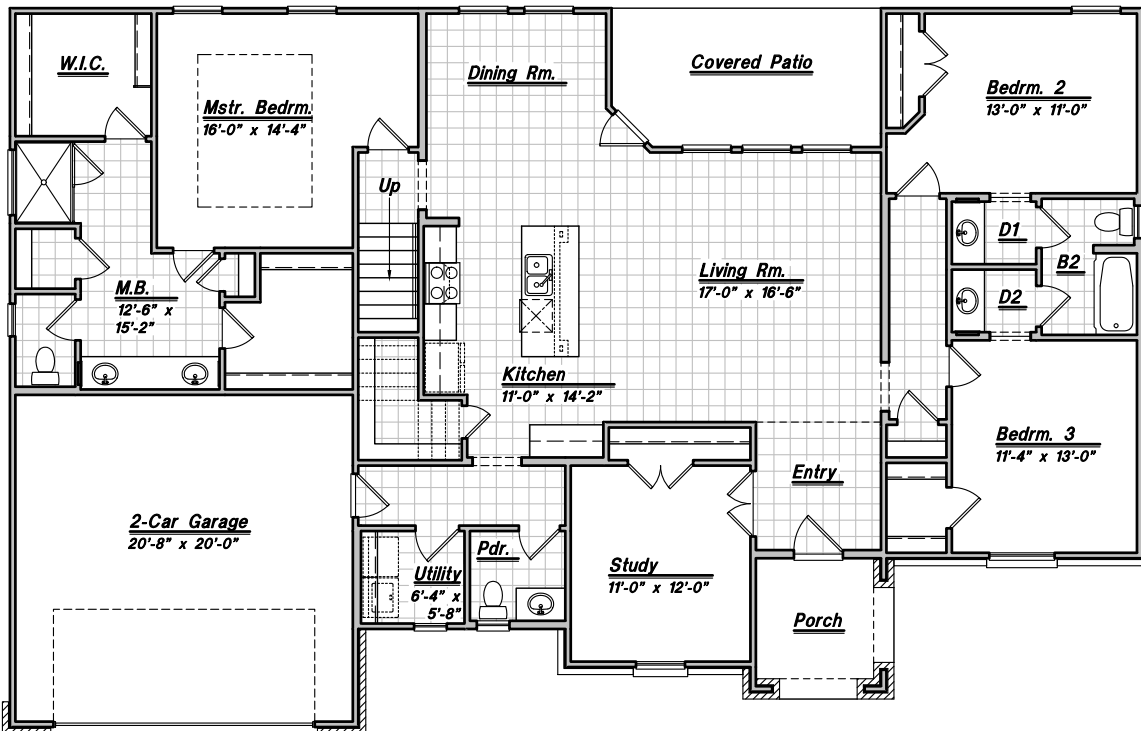 W.I.C.
Mstr. Bedrm.
16'-0" x 14'-4"
Dining Rm.
Covered Patio
Bedrm. 2
13'-0" x 11'-0"
Up
D1
B2
D2
M.B.
12'-6" x
15'-2"
Living Rm.
17'-0" x 16'-6"
Kitchen
11'-0" x 14'-2"
Bedrm. 3
11'-4" x 13'-0"
Entry
2-Car Garage
20'-8" x 20'-0"
Utility
6'-4" x
5'-8"
Pdr.
Study
11'-0" x 12'-0"
Porch